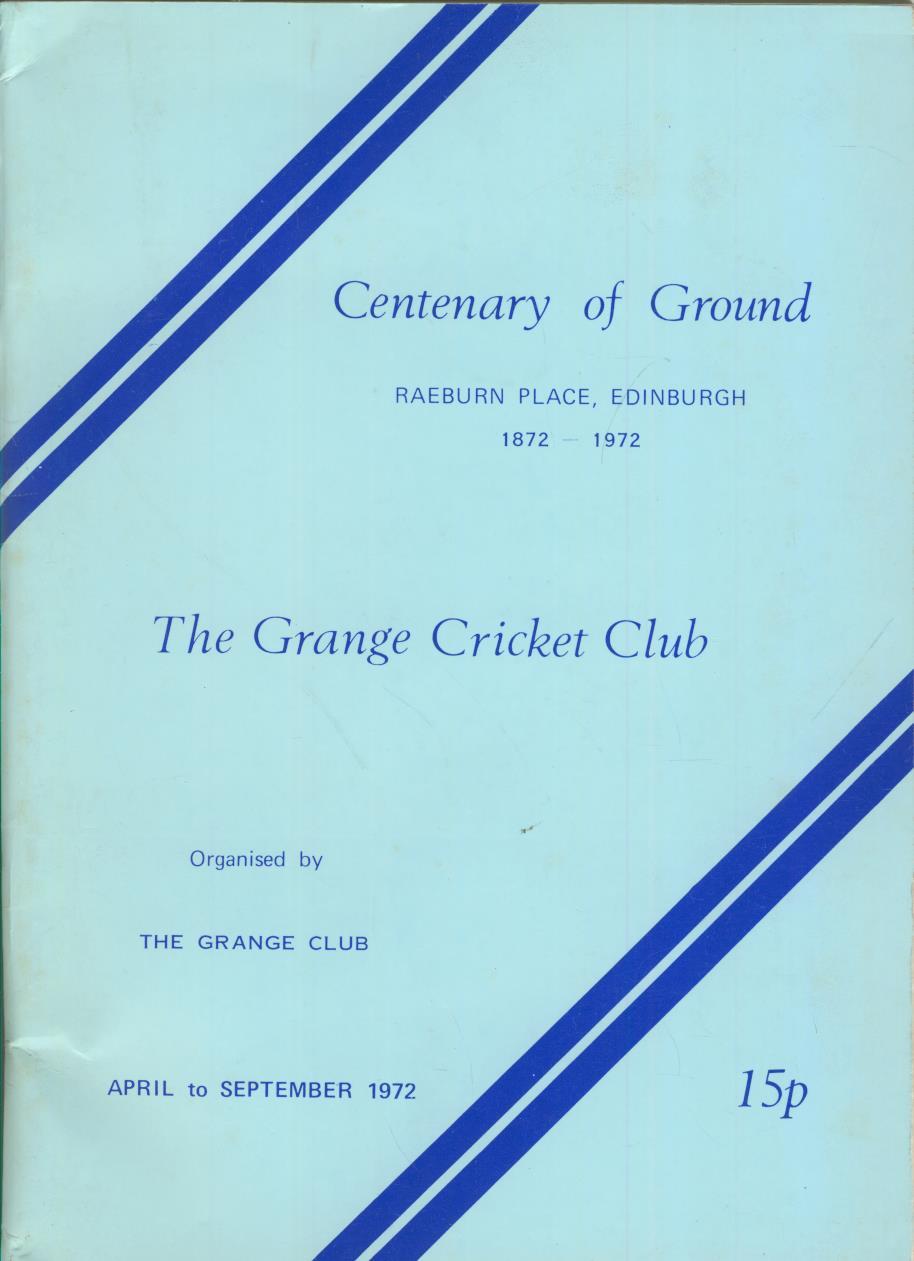 Centenary of Ground
RAEBURN PLACE, EDINBURGH
1872 — 1972
The Grange Cricket Club
Organised by
THE GRANGE CLUB
APRIL to SEPTEMBER 1972
15p